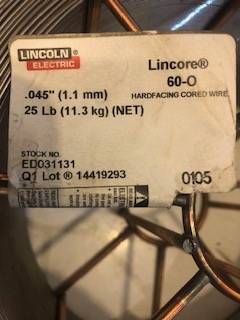 LINCOLN
ELECTRIC
Lincore®
60-O
.045" (1.1 mm)
HARDFACING CORED WIRE
25 Lb (11.3 kg) (NET)
STOCK NO.
ED031131
Q1 Lot ® 14419293
0105